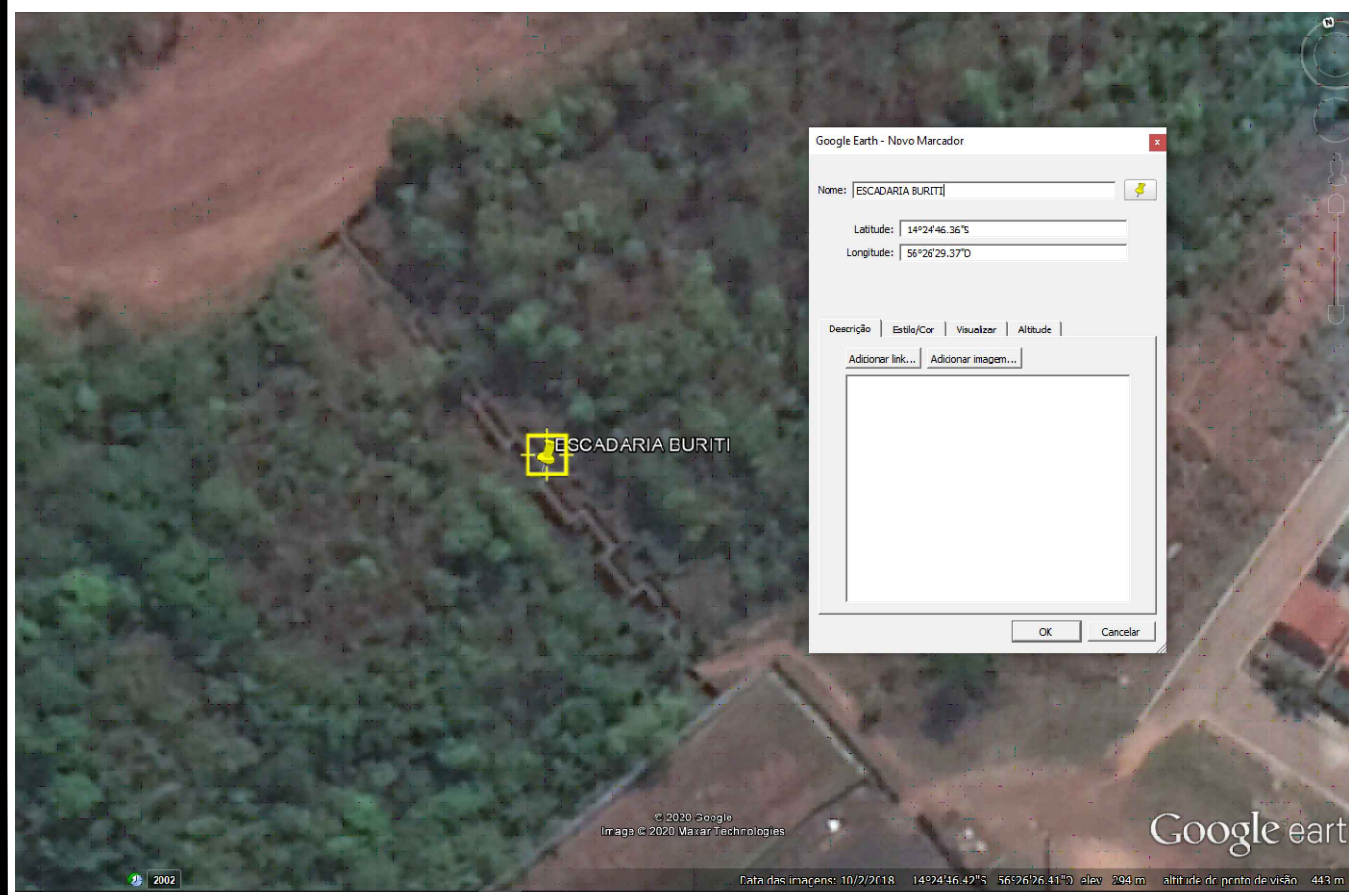 N
Google Earth - Novo Marcador
x
Nome: ESCADARIA BURITI
Latitude: 14°24'46.36"S
Longitude: 56°26'29.37"O
Descrição Estilo/Cor Visualizar Altitude
Adicionar link... Adicionar imagem...
ESCADARIA BURITI
OK Cancelar
© 2020 Google
Image © 2020 Maxar Technologies
Google eart
2002
Data das imagens: 10/2/2018 14°24'46.42"S 56°26'26.41"O elev 294 m altitude do ponto de visão 443 m